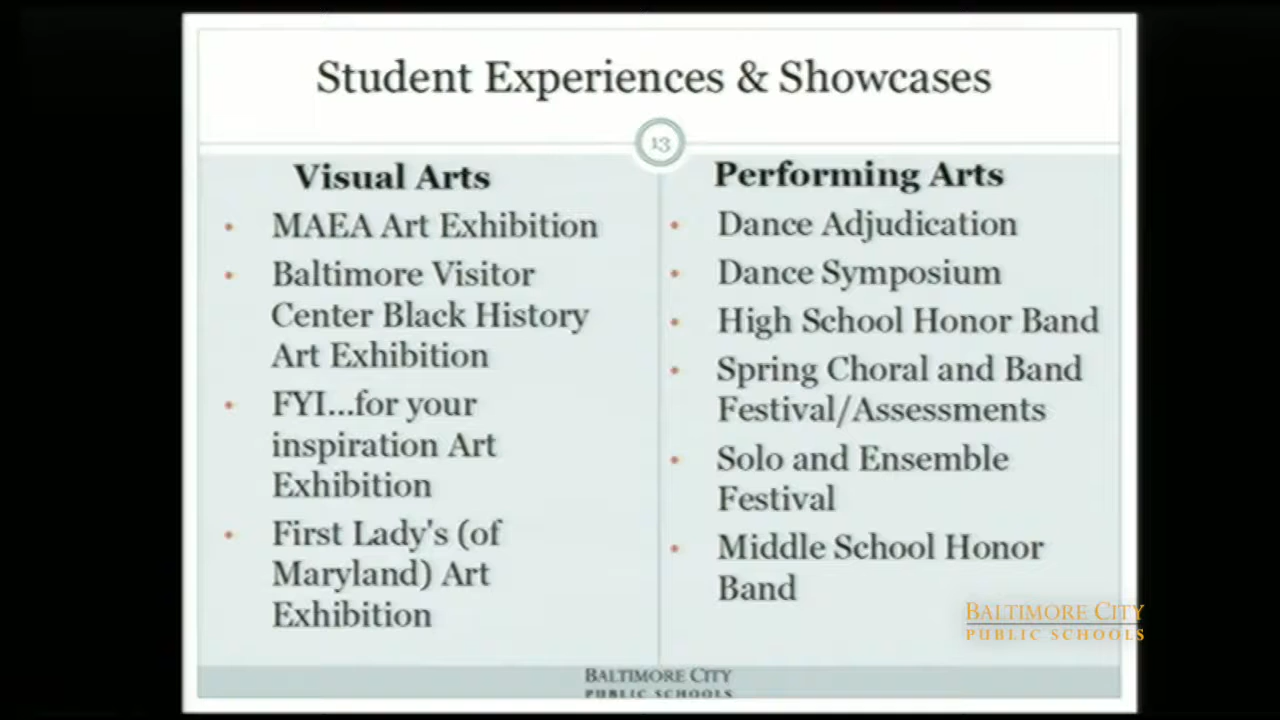 Student Experiences & Showcases
13
Visual Arts
• MAEA Art Exhibition
• Baltimore Visitor
Center Black History
Art Exhibition
• FYI...for your
inspiration Art
Exhibition
• First Lady's (of
Maryland) Art
Exhibition
Performing Arts
• Dance Adjudication
• Dance Symposium
• High School Honor Band
• Spring Choral and Band
Festival/Assessments
• Solo and Ensemble
Festival
• Middle School Honor
Band
BALTIMORE CITY
PUBLIC SCHOOLS
BALTIMORE CITY
PUBLIC SCHOOLS